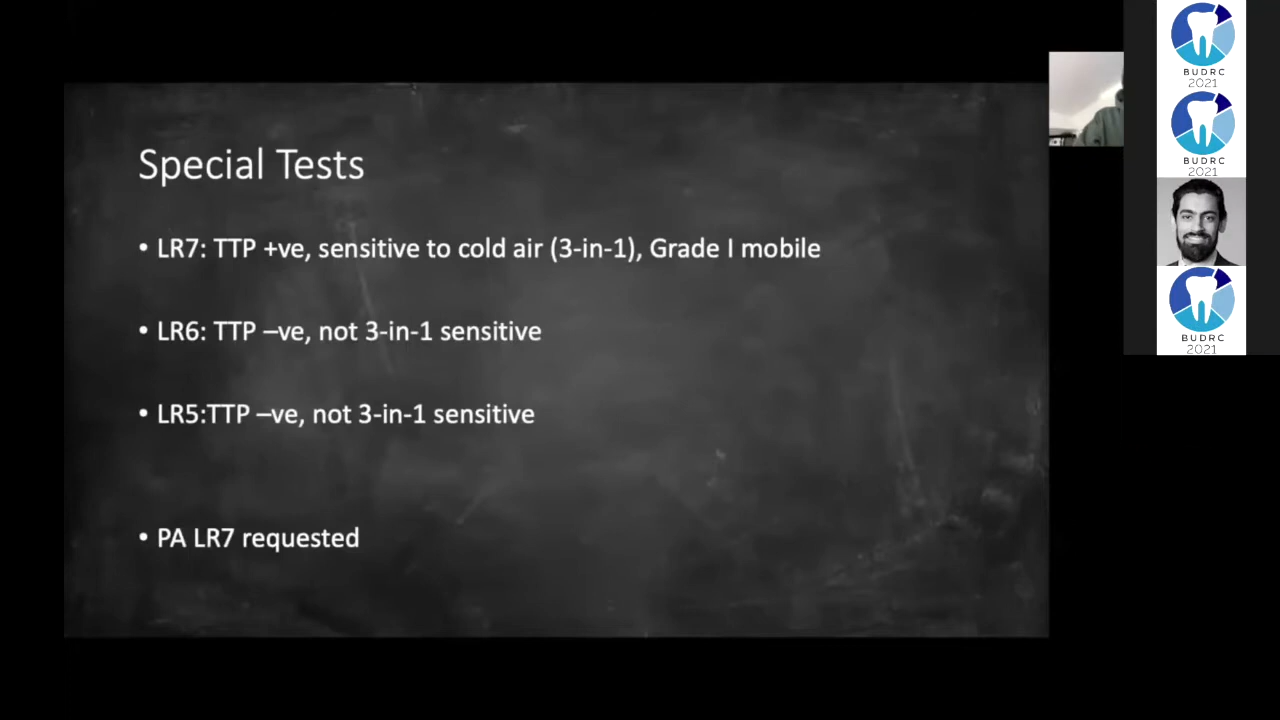 Special Tests
• LR7: TTP +ve, sensitive to cold air (3-in-1), Grade I mobile
• LR6: TTP –ve, not 3-in-1 sensitive
• LR5:TTP –ve, not 3-in-1 sensitive
• PA LR7 requested
BUDRC
2021
BUDRC
2021
BUDRC
2021